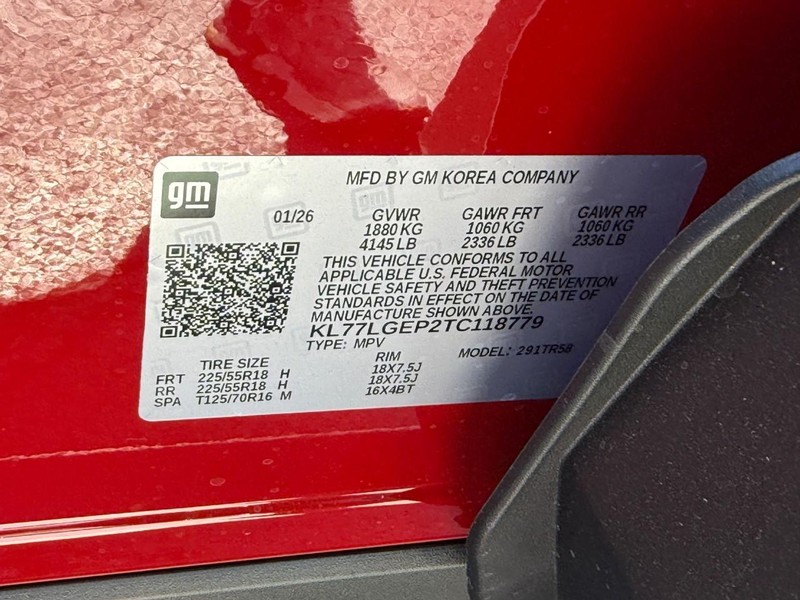 gm
MFD BY GM KOREA COMPANY
01/26 GVWR GAWR FRT GAWR RR
1880 KG 1060 KG 1060 KG
4145 LB 2336 LB 2336 LB
THIS VEHICLE CONFORMS TO ALL
APPLICABLE U.S. FEDERAL MOTOR
VEHICLE SAFETY AND THEFT PREVENTION
STANDARDS IN EFFECT ON THE DATE OF
MANUFACTURE SHOWN ABOVE.
KL77LGEP2TC118779
TYPE: MPV MODEL: 291TR58
TIRE SIZE RIM
FRT 225/55R18 H 18X7.5J
RR 225/55R18 H 18X7.5J
SPA T125/70R16 M 16X4BT